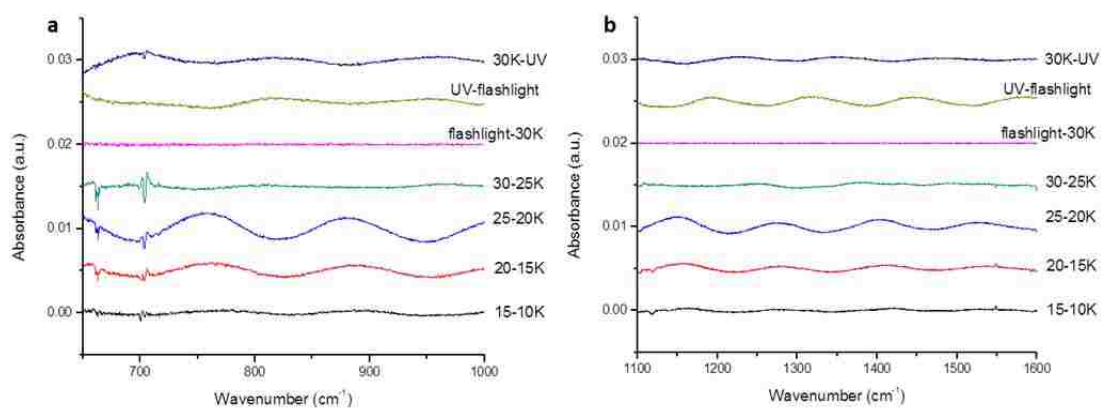 a
30K-UV
UV-flashlight
flashlight-30K
30-25K
25-20K
20-15K
15-10K
0.03
0.02
0.01
0.00
Absorbance (a.u.)
700 800 900 1000
Wavenumber (cm⁻¹)
b
30K-UV
UV-flashlight
flashlight-30K
30-25K
25-20K
20-15K
15-10K
0.03
0.02
0.01
0.00
Absorbance (a.u.)
1100 1200 1300 1400 1500 1600
Wavenumber (cm⁻¹)